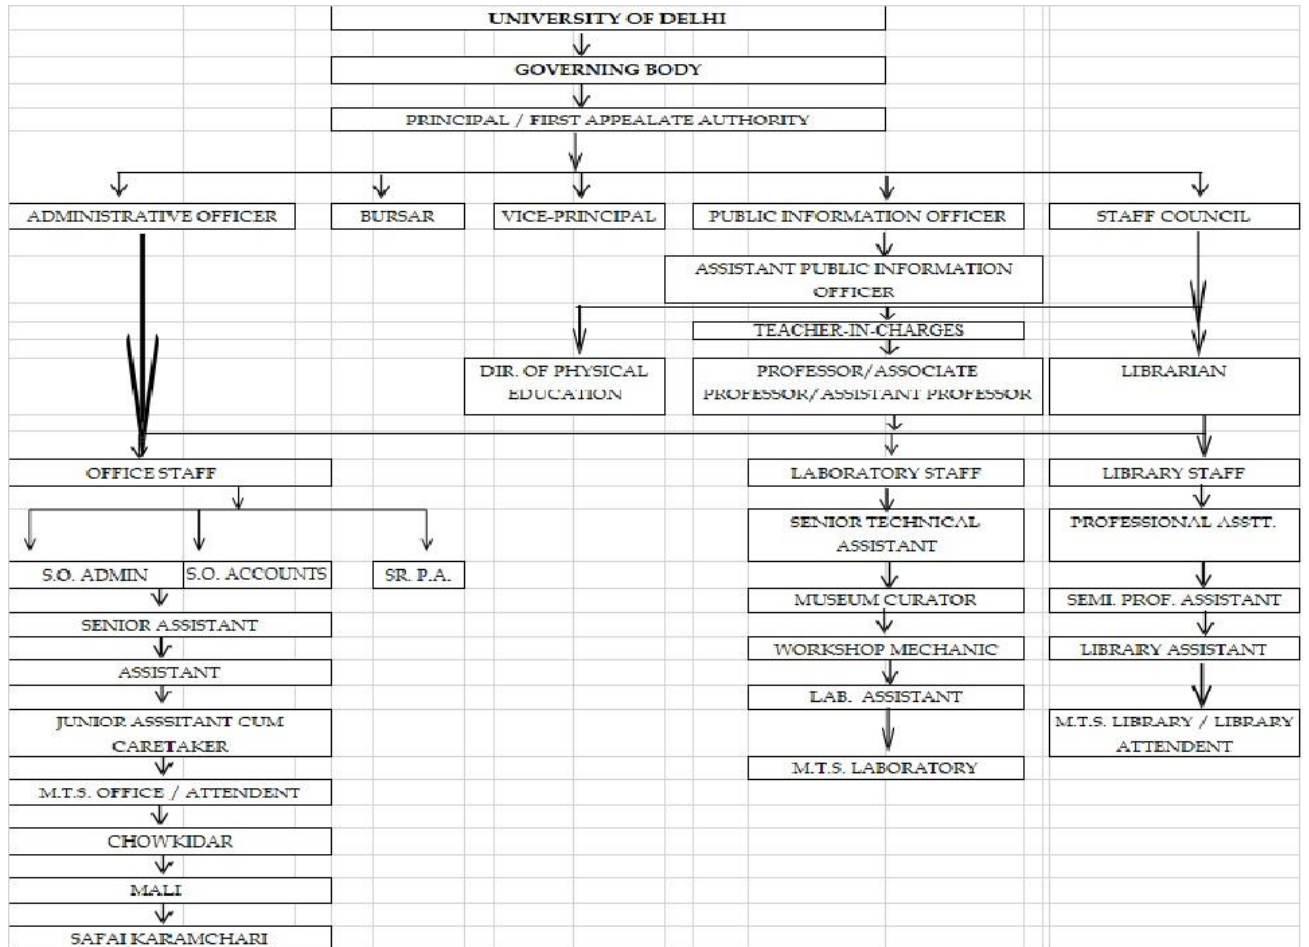 UNIVERSITY OF DELHI
GOVERNING BODY
PRINCIPAL / FIRST APPEALATE AUTHORITY
ADMINISTRATIVE OFFICER
BURSAR
VICE-PRINCIPAL
PUBLIC INFORMATION OFFICER
STAFF COUNCIL
ASSISTANT PUBLIC INFORMATION
OFFICER
TEACHER-IN-CHARGES
DIR. OF PHYSICAL
EDUCATION
PROFESSOR/ASSOCIATE
PROFESSOR/ASSISTANT PROFESSOR
LIBRARIAN
OFFICE STAFF
LABORATORY STAFF
LIBRARY STAFF
SENIOR TECHNICAL
ASSISTANT
PROFESSIONAL ASSTT.
S.O. ADMIN
S.O. ACCOUNTS
SR. P.A.
MUSEUM CURATOR
SEMI. PROF. ASSISTANT
SENIOR ASSISTANT
WORKSHOP MECHANIC
LIBRARY ASSISTANT
ASSISTANT
LAB. ASSISTANT
JUNIOR ASSSITANT CUM
CARETAKER
M.T.S. LIBRARY / LIBRARY
ATTENDENT
M.T.S. LABORATORY
M.T.S. OFFICE / ATTENDENT
CHOWKIDAR
MALI
SAFAI KARAMCHARI